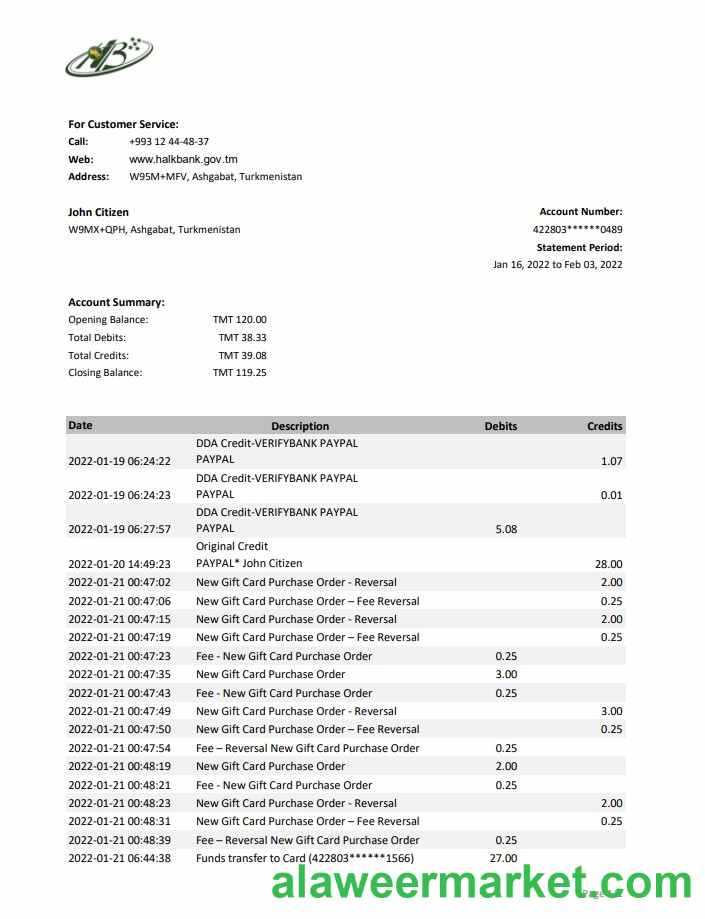 For Customer Service:
Call: +993 12 44-48-37
Web: www.halkbank.gov.tm
Address: W95M+MFV, Ashgabat, Turkmenistan
John Citizen
W9MX+QPH, Ashgabat, Turkmenistan
Account Number:
422803******0489
Statement Period:
Jan 16, 2022 to Feb 03, 2022
Account Summary:
Opening Balance: TMT 120.00
Total Debits: TMT 38.33
Total Credits: TMT 39.08
Closing Balance: TMT 119.25
Date Description Debits Credits
DDA Credit-VERIFYBANK PAYPAL
2022-01-19 06:24:22 PAYPAL 1.07
DDA Credit-VERIFYBANK PAYPAL
2022-01-19 06:24:23 PAYPAL 0.01
DDA Credit-VERIFYBANK PAYPAL
2022-01-19 06:27:57 PAYPAL 5.08
Original Credit
2022-01-20 14:49:23 PAYPAL* John Citizen 28.00
2022-01-21 00:47:02 New Gift Card Purchase Order - Reversal 2.00
2022-01-21 00:47:06 New Gift Card Purchase Order – Fee Reversal 0.25
2022-01-21 00:47:15 New Gift Card Purchase Order - Reversal 2.00
2022-01-21 00:47:19 New Gift Card Purchase Order – Fee Reversal 0.25
2022-01-21 00:47:23 Fee - New Gift Card Purchase Order 0.25
2022-01-21 00:47:35 New Gift Card Purchase Order 3.00
2022-01-21 00:47:43 Fee - New Gift Card Purchase Order 0.25
2022-01-21 00:47:49 New Gift Card Purchase Order - Reversal 3.00
2022-01-21 00:47:50 New Gift Card Purchase Order – Fee Reversal 0.25
2022-01-21 00:47:54 Fee – Reversal New Gift Card Purchase Order 0.25
2022-01-21 00:48:19 New Gift Card Purchase Order 2.00
2022-01-21 00:48:21 Fee - New Gift Card Purchase Order 0.25
2022-01-21 00:48:23 New Gift Card Purchase Order - Reversal 2.00
2022-01-21 00:48:31 New Gift Card Purchase Order – Fee Reversal 0.25
2022-01-21 00:48:39 Fee – Reversal New Gift Card Purchase Order 0.25
2022-01-21 06:44:38 Funds transfer to Card (422803******1566) 27.00
alaweermarket.com